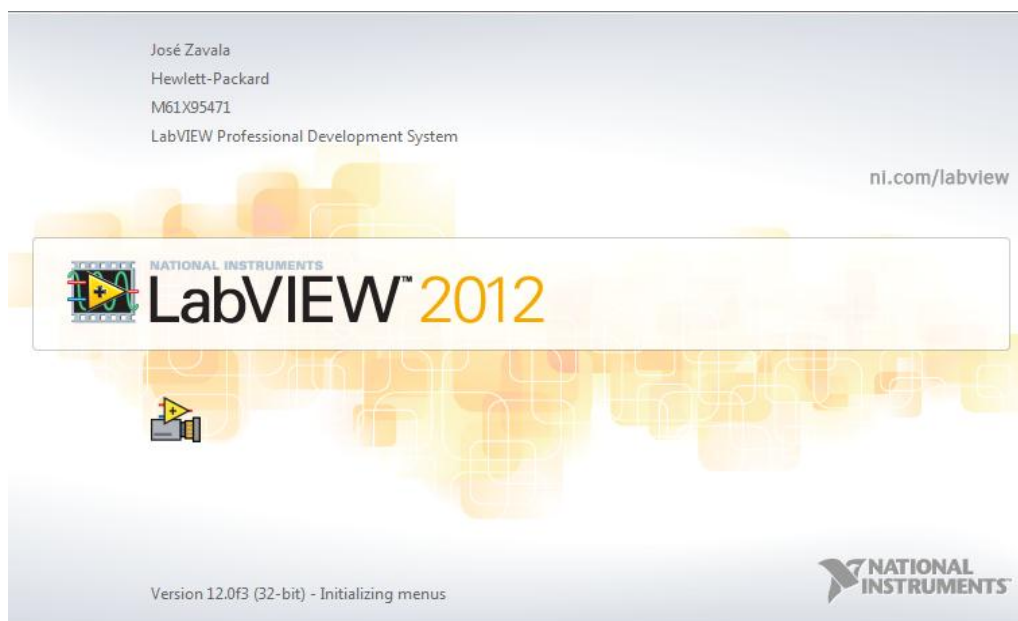 José Zavala
Hewlett-Packard
M61X95471
LabVIEW Professional Development System
ni.com/labview
NATIONAL INSTRUMENTS
LabVIEW™ 2012
NATIONAL
INSTRUMENTS
Version 12.0f3 (32-bit) - Initializing menus